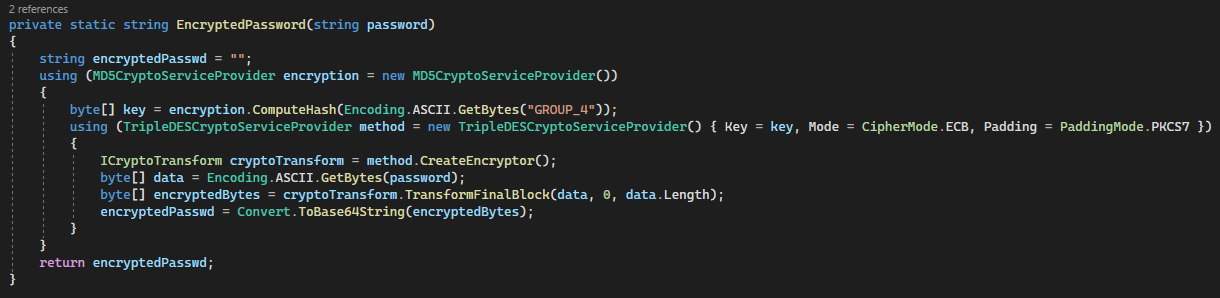 2 references
private static string EncryptedPassword(string password)
{
    string encryptedPasswd = "";
    using (MD5CryptoServiceProvider encryption = new MD5CryptoServiceProvider())
    {
        byte[] key = encryption.ComputeHash(Encoding.ASCII.GetBytes("GROUP_4"));
        using (TripleDESCryptoServiceProvider method = new TripleDESCryptoServiceProvider() { Key = key, Mode = CipherMode.ECB, Padding = PaddingMode.PKCS7 })
        {
            ICryptoTransform cryptoTransform = method.CreateEncryptor();
            byte[] data = Encoding.ASCII.GetBytes(password);
            byte[] encryptedBytes = cryptoTransform.TransformFinalBlock(data, 0, data.Length);
            encryptedPasswd = Convert.ToBase64String(encryptedBytes);
        }
    }
    return encryptedPasswd;
}